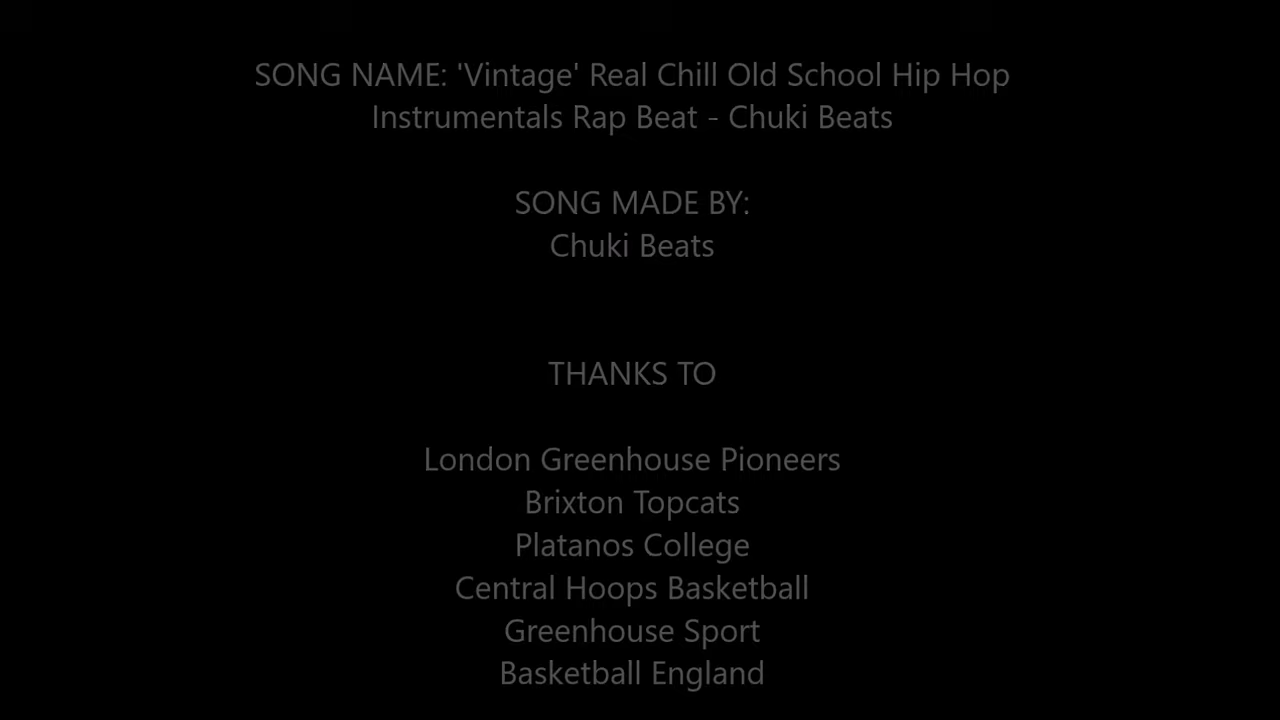 SONG NAME: 'Vintage' Real Chill Old School Hip Hop
Instrumentals Rap Beat - Chuki Beats
SONG MADE BY:
Chuki Beats
THANKS TO
London Greenhouse Pioneers
Brixton Topcats
Platanos College
Central Hoops Basketball
Greenhouse Sport
Basketball England